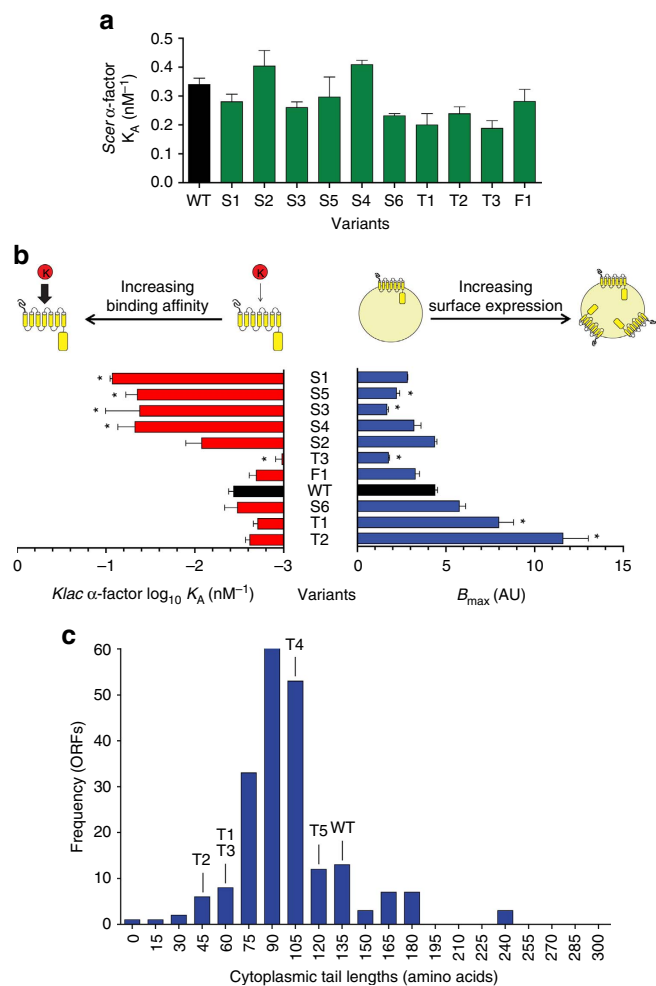 a
Scer α-factor
K_A (nM⁻¹)
0.5
0.4
0.3
0.2
0.1
0.0
WT S1 S2 S3 S5 S4 S6 T1 T2 T3 F1
Variants
b
K
Increasing
binding affinity
K
Increasing
surface expression
S1
*
S5
* *
S3
* *
S4
*
S2
T3
* *
F1
WT
S6
T1
*
T2
*
0 –1 –2 –3
0 5 10 15
Klac α-factor log₁₀ K_A (nM⁻¹)
Variants
B_max (AU)
c
Frequency (ORFs)
60
50
40
30
20
10
0
T4
T1
T3
T2
T5
WT
0 15 30 45 60 75 90 105 120 135 150 165 180 195 210 225 240 255 270 285 300
Cytoplasmic tail lengths (amino acids)